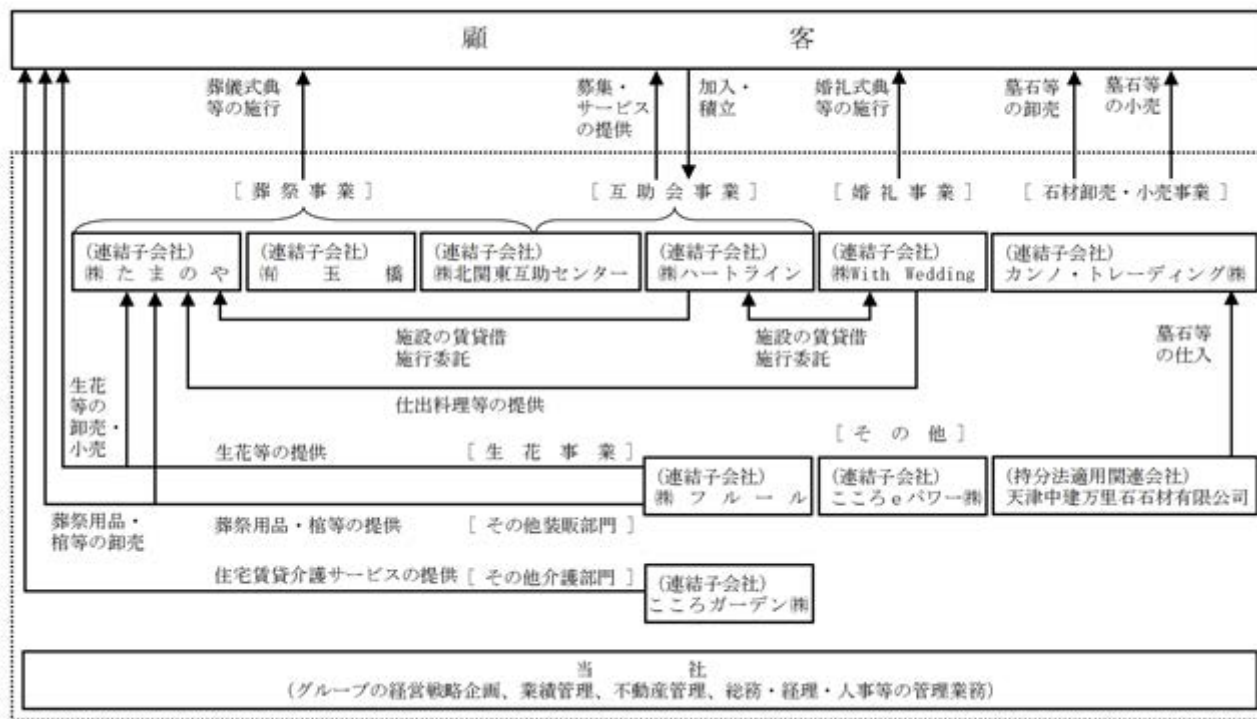 顧 客
葬儀式典
等の施行
募集・
サービス
の提供
加入・
積立
婚礼式典
等の施行
墓石等
の卸売
墓石等
の小売
[ 葬 祭 事 業 ]
[ 互 助 会 事 業 ]
[ 婚 礼 事 業 ]
[ 石材卸売・小売事業 ]
(連結子会社)
㈱ た ま の や
(連結子会社)
㈲ 玉 橋
(連結子会社)
㈱北関東互助センター
(連結子会社)
㈱ハートライン
(連結子会社)
㈱With Wedding
(連結子会社)
カンノ・トレーディング㈱
施設の賃貸借
施行委託
施設の賃貸借
施行委託
墓石等
の仕入
生花
等の
卸売・
小売
仕出料理等の提供
[ そ の 他 ]
生花等の提供
[ 生 花 事 業 ]
(連結子会社)
㈱ フ ル ー ル
(連結子会社)
こころeパワー㈱
(持分法適用関連会社)
天津中建万里石石材有限公司
葬祭用品・
棺等の卸売
葬祭用品・棺等の提供
[ その他装販部門 ]
住宅賃貸介護サービスの提供
[ その他介護部門 ]
(連結子会社)
こころガーデン㈱
当 社
(グループの経営戦略企画、業績管理、不動産管理、総務・経理・人事等の管理業務)